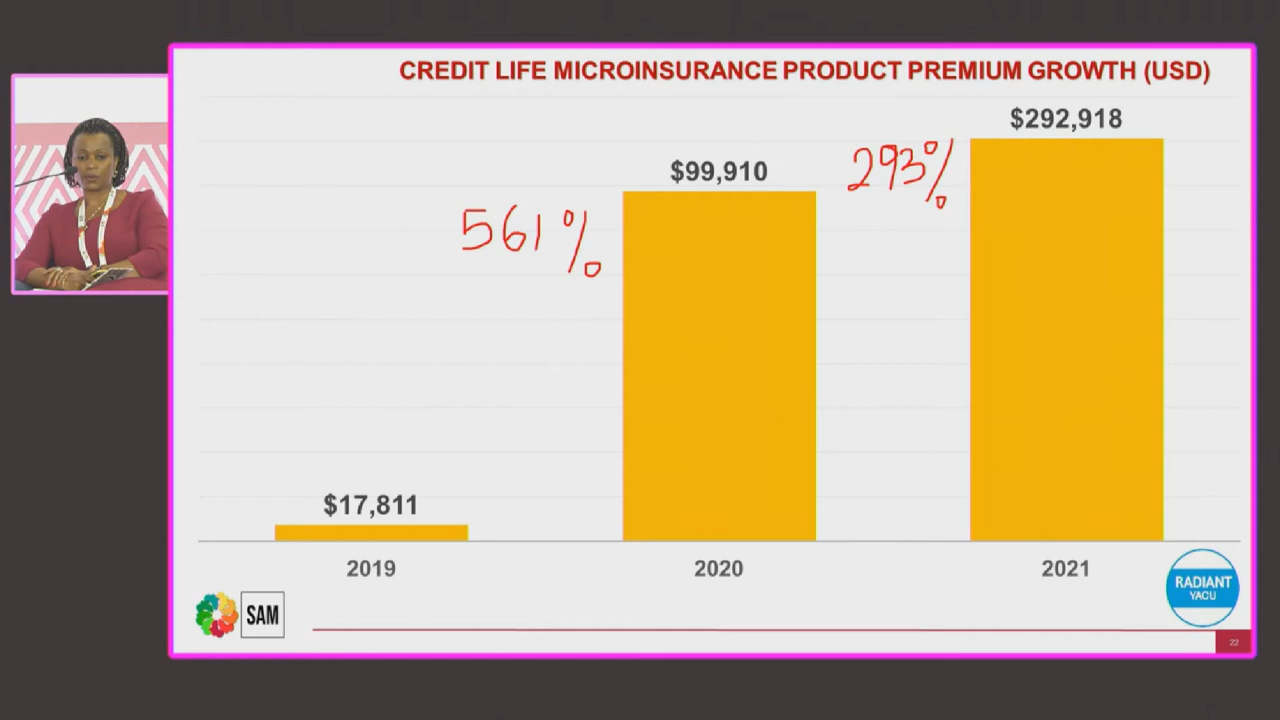 CREDIT LIFE MICROINSURANCE PRODUCT PREMIUM GROWTH (USD)
$292,918
293%
$99,910
561%
$17,811
2019 2020 2021
RADIANT
YACU
SAM
22